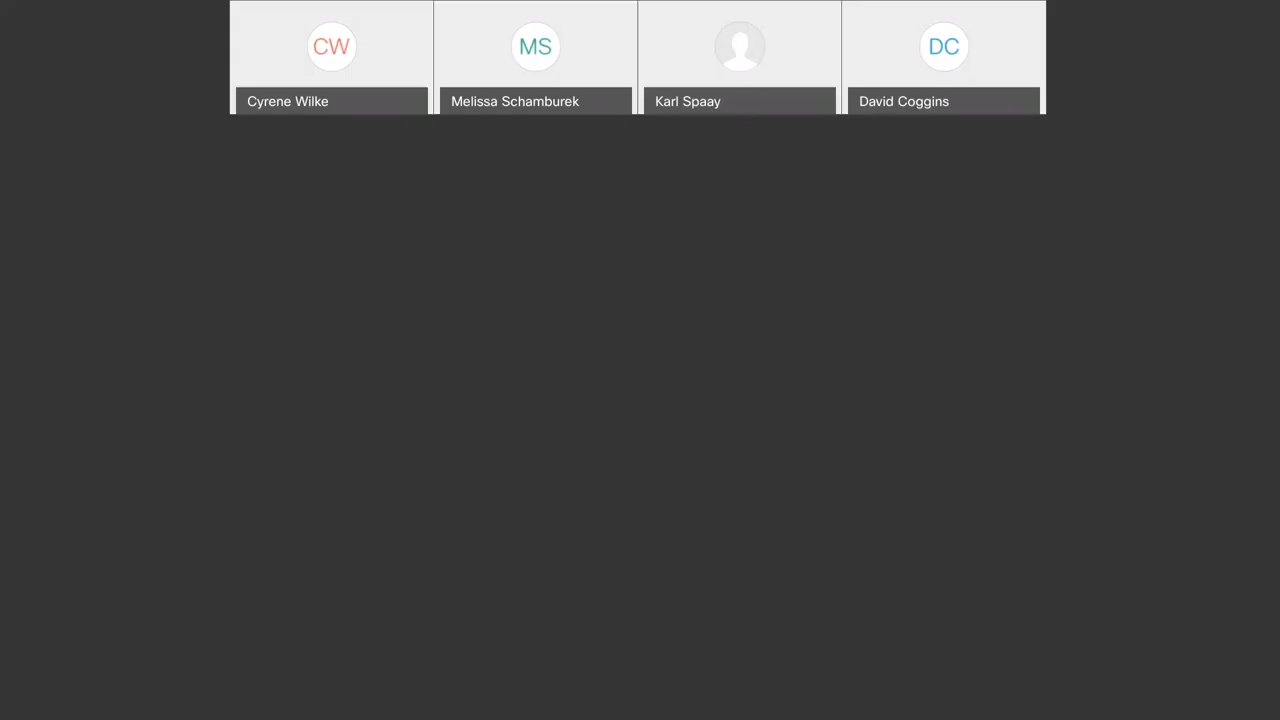 CW
MS
DC
Cyrene Wilke
Melissa Schamburek
Karl Spaay
David Coggins